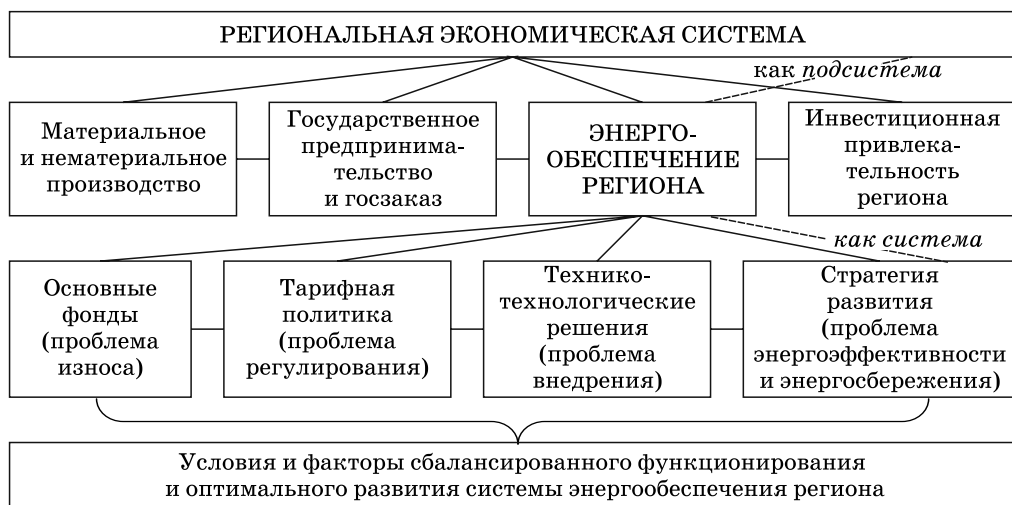 РЕГИОНАЛЬНАЯ ЭКОНОМИЧЕСКАЯ СИСТЕМА
как подсистема
Материальное
и нематериальное
производство
Государственное
предпринима-
тельство
и госзаказ
ЭНЕРГО-
ОБЕСПЕЧЕНИЕ
РЕГИОНА
Инвестиционная
привлека-
тельность
региона
как система
Основные
фонды
(проблема
износа)
Тарифная
политика
(проблема
регулирования)
Технико-
технологические
решения
(проблема
внедрения)
Стратегия
развития
(проблема
энергоэффективности
и энергосбережения)
Условия и факторы сбалансированного функционирования
и оптимального развития системы энергообеспечения региона